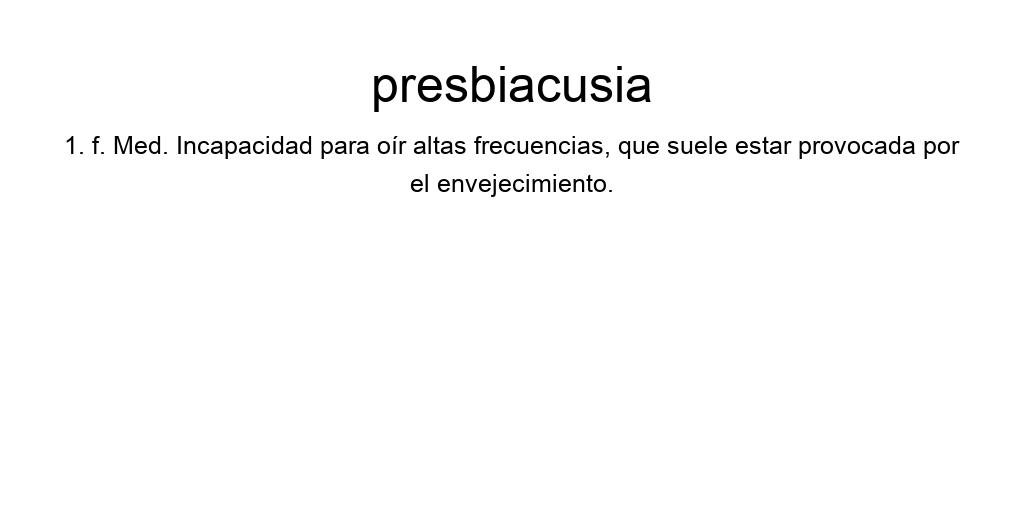 presbiacusia
1. f. Med. Incapacidad para oír altas frecuencias, que suele estar provocada por
el envejecimiento.